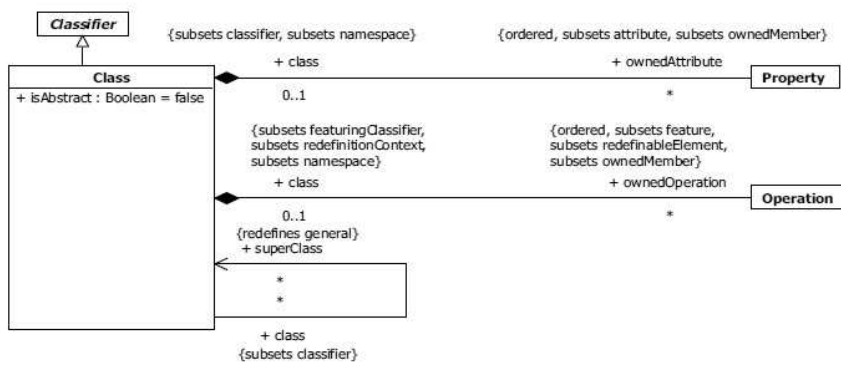 Classifier
{subsets classifier, subsets namespace}
{ordered, subsets attribute, subsets ownedMember}
Class
+ class
+ ownedAttribute
Property
+ isAbstract : Boolean = false
0..1
*
{subsets featuringClassifier,
subsets redefinitionContext,
subsets namespace}
{ordered, subsets feature,
subsets redefinableElement,
subsets ownedMember}
+ class
+ ownedOperation
Operation
0..1
*
{redefines general}
+ superClass
*
*
+ class
{subsets classifier}